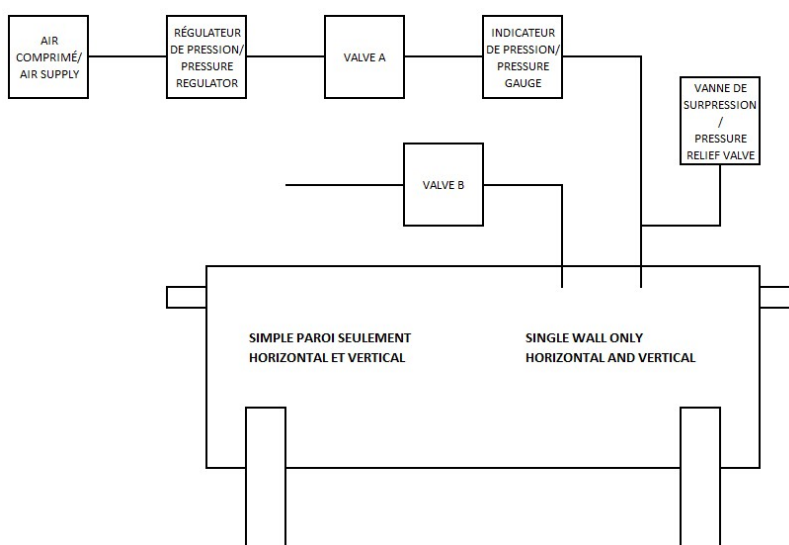 AIR
COMPRIMÉ/
AIR SUPPLY
RÉGULATEUR
DE PRESSION/
PRESSURE
REGULATOR
VALVE A
INDICATEUR
DE PRESSION/
PRESSURE
GAUGE
VANNE DE
SURPRESSION
/
PRESSURE
RELIEF VALVE
VALVE B
SIMPLE PAROI SEULEMENT
HORIZONTAL ET VERTICAL
SINGLE WALL ONLY
HORIZONTAL AND VERTICAL